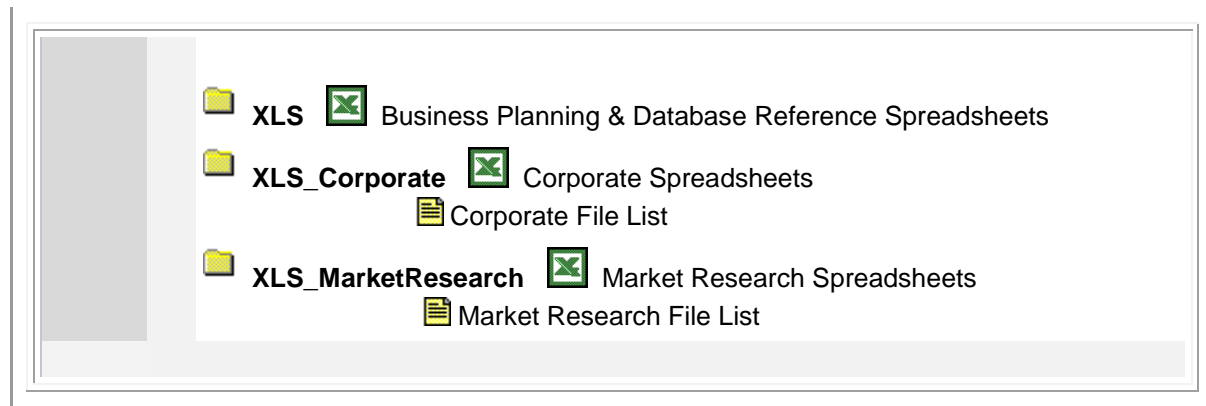 XLS Business Planning & Database Reference Spreadsheets
XLS_Corporate Corporate Spreadsheets
Corporate File List
XLS_MarketResearch Market Research Spreadsheets
Market Research File List